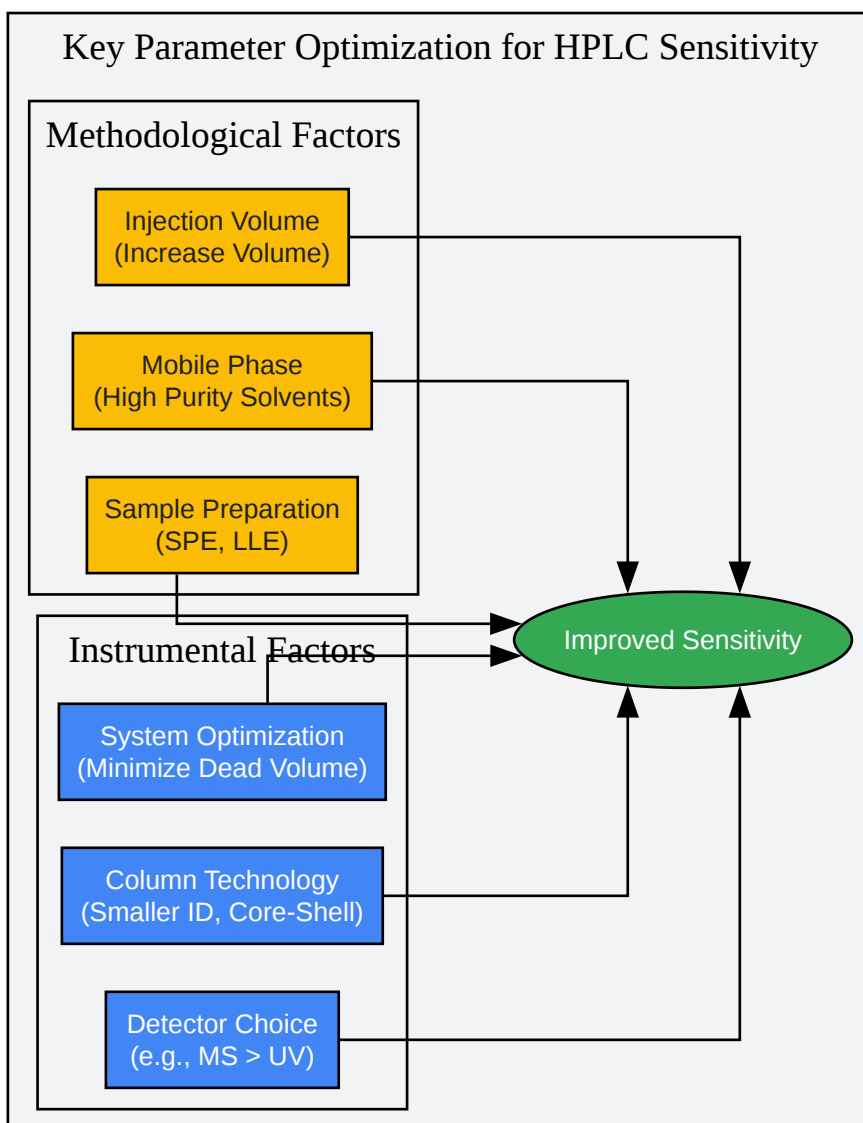 Key Parameter Optimization for HPLC Sensitivity
Methodological Factors
Injection Volume
(Increase Volume)
Mobile Phase
(High Purity Solvents)
Sample Preparation
(SPE, LLE)
Improved Sensitivity
Instrumental Factors
System Optimization
(Minimize Dead Volume)
Column Technology
(Smaller ID, Core-Shell)
Detector Choice
(e.g., MS > UV)